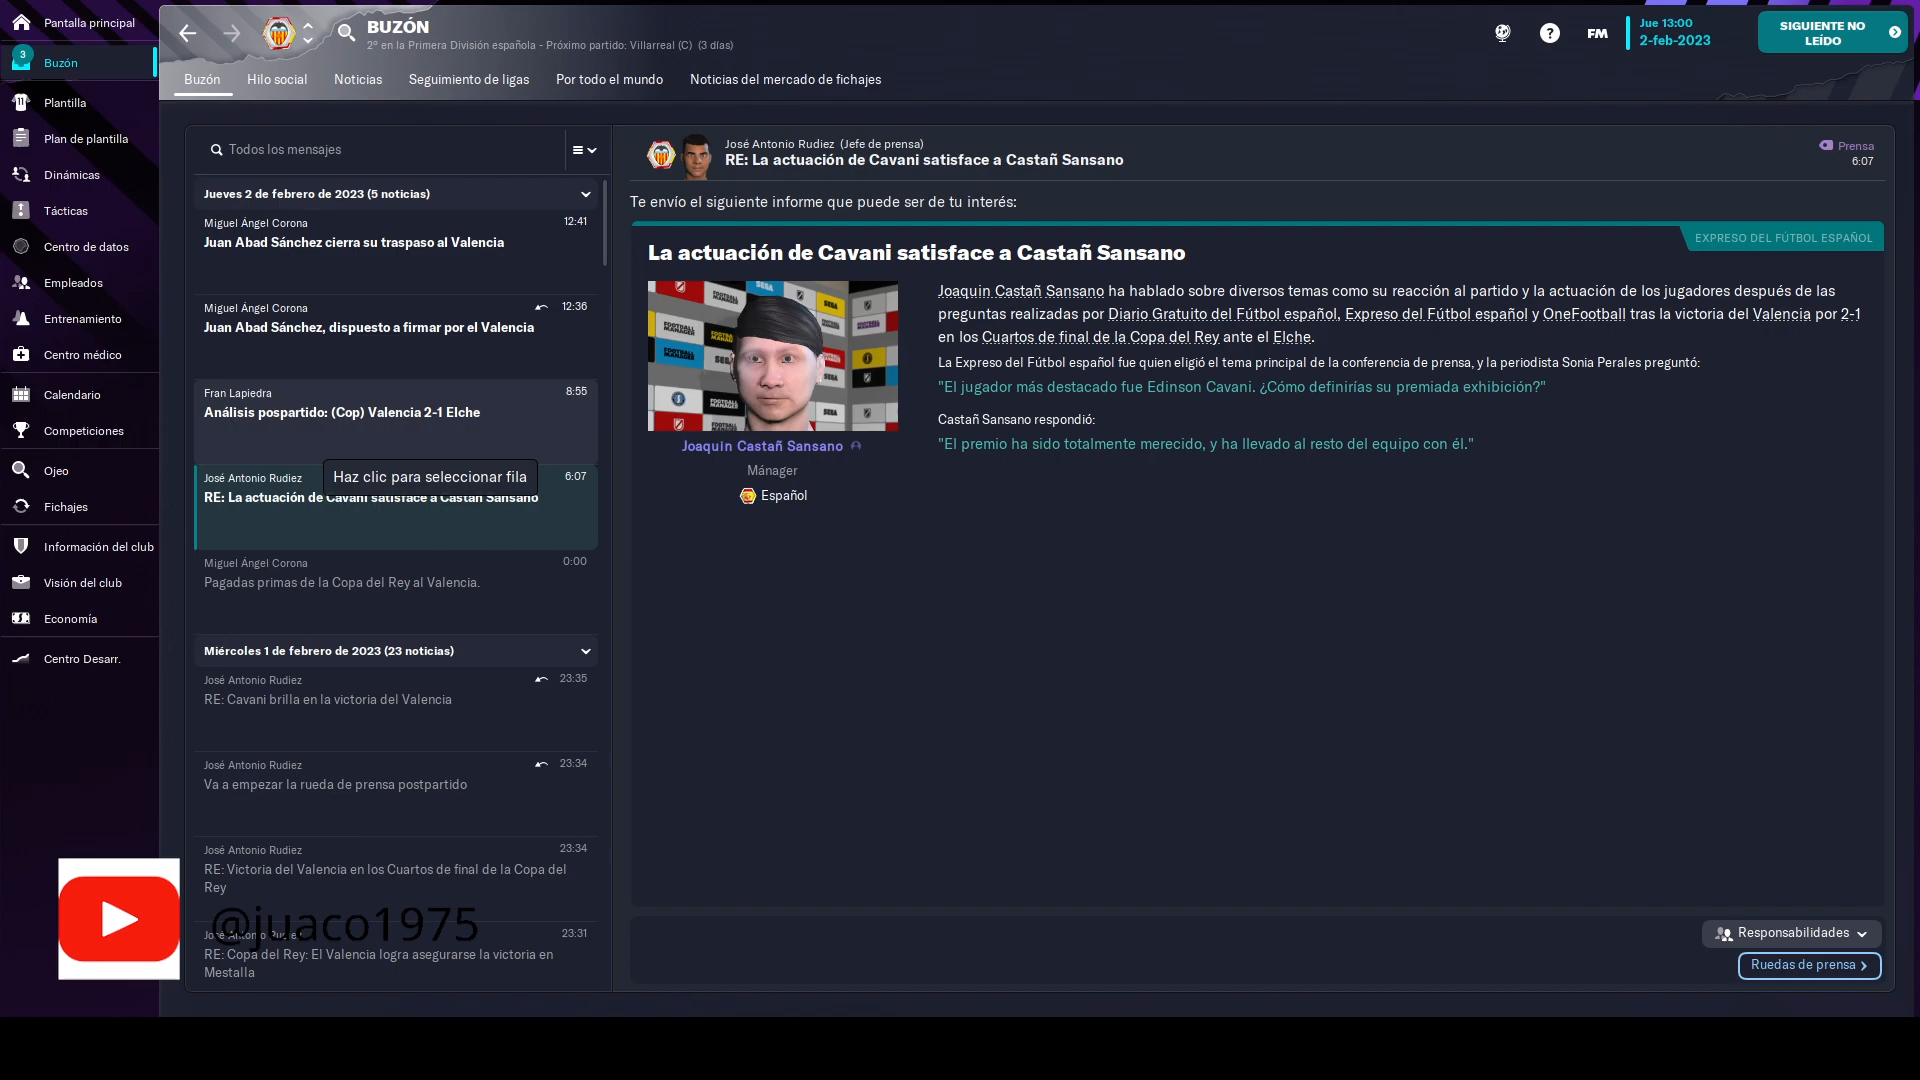 Pantalla principal
3
Buzón
Plantilla
Plan de plantilla
Dinámicas
Tácticas
Centro de datos
Empleados
Entrenamiento
Centro médico
Calendario
Competiciones
Ojeo
Fichajes
Información del club
Visión del club
Economía
Centro Desarr.
BUZÓN
2º en la Primera División española - Próximo partido: Villarreal (C) (3 días)
FM
Jue 13:00
2-feb-2023
SIGUIENTE NO
LEÍDO
Buzón Hilo social Noticias Seguimiento de ligas Por todo el mundo Noticias del mercado de fichajes
Todos los mensajes
Jueves 2 de febrero de 2023 (5 noticias)
Miguel Ángel Corona 12:41
Juan Abad Sánchez cierra su traspaso al Valencia
Miguel Ángel Corona 12:36
Juan Abad Sánchez, dispuesto a firmar por el Valencia
Fran Lapiedra 8:55
Análisis pospartido: (Cop) Valencia 2-1 Elche
José Antonio Rudiez 6:07
Haz clic para seleccionar fila
RE: La actuación de Cavani satisface a Castañ Sansano
Miguel Ángel Corona 0:00
Pagadas primas de la Copa del Rey al Valencia.
Miércoles 1 de febrero de 2023 (23 noticias)
José Antonio Rudiez 23:35
RE: Cavani brilla en la victoria del Valencia
José Antonio Rudiez 23:34
Va a empezar la rueda de prensa postpartido
José Antonio Rudiez 23:34
RE: Victoria del Valencia en los Cuartos de final de la Copa del
Rey
José Antonio Rudiez 23:31
RE: Copa del Rey: El Valencia logra asegurarse la victoria en
Mestalla
@juaco1975
José Antonio Rudiez (Jefe de prensa)
RE: La actuación de Cavani satisface a Castañ Sansano
Prensa
6:07
Te envío el siguiente informe que puede ser de tu interés:
EXPRESO DEL FÚTBOL ESPAÑOL
La actuación de Cavani satisface a Castañ Sansano
Joaquin Castañ Sansano
Mánager
Español
Joaquin Castañ Sansano ha hablado sobre diversos temas como su reacción al partido y la actuación de los jugadores después de las
preguntas realizadas por Diario Gratuito del Fútbol español, Expreso del Fútbol español y OneFootball tras la victoria del Valencia por 2-1
en los Cuartos de final de la Copa del Rey ante el Elche.
La Expreso del Fútbol español fue quien eligió el tema principal de la conferencia de prensa, y la periodista Sonia Perales preguntó:
"El jugador más destacado fue Edinson Cavani. ¿Cómo definirías su premiada exhibición?"
Castañ Sansano respondió:
"El premio ha sido totalmente merecido, y ha llevado al resto del equipo con él."
Responsabilidades
Ruedas de prensa